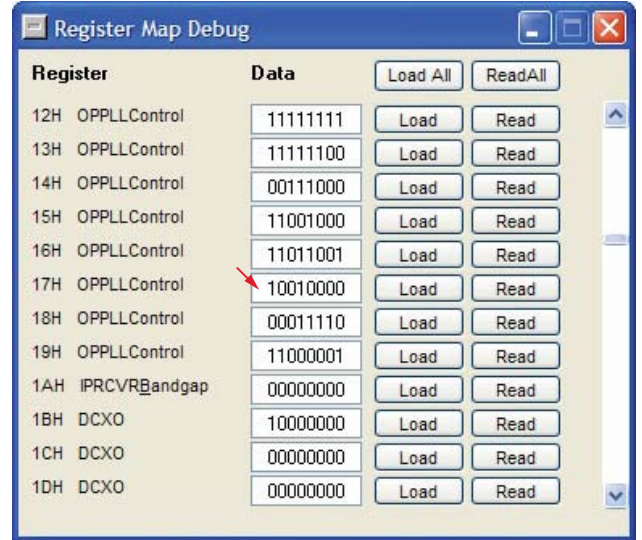 Register Map Debug
Register Data Load All ReadAll
12H OPPLLControl 11111111 Load Read
13H OPPLLControl 11111100 Load Read
14H OPPLLControl 00111000 Load Read
15H OPPLLControl 11001000 Load Read
16H OPPLLControl 11011001 Load Read
17H OPPLLControl 10010000 Load Read
18H OPPLLControl 00011110 Load Read
19H OPPLLControl 11000001 Load Read
1AH IPRCVRBandgap 00000000 Load Read
1BH DCXO 10000000 Load Read
1CH DCXO 00000000 Load Read
1DH DCXO 00000000 Load Read